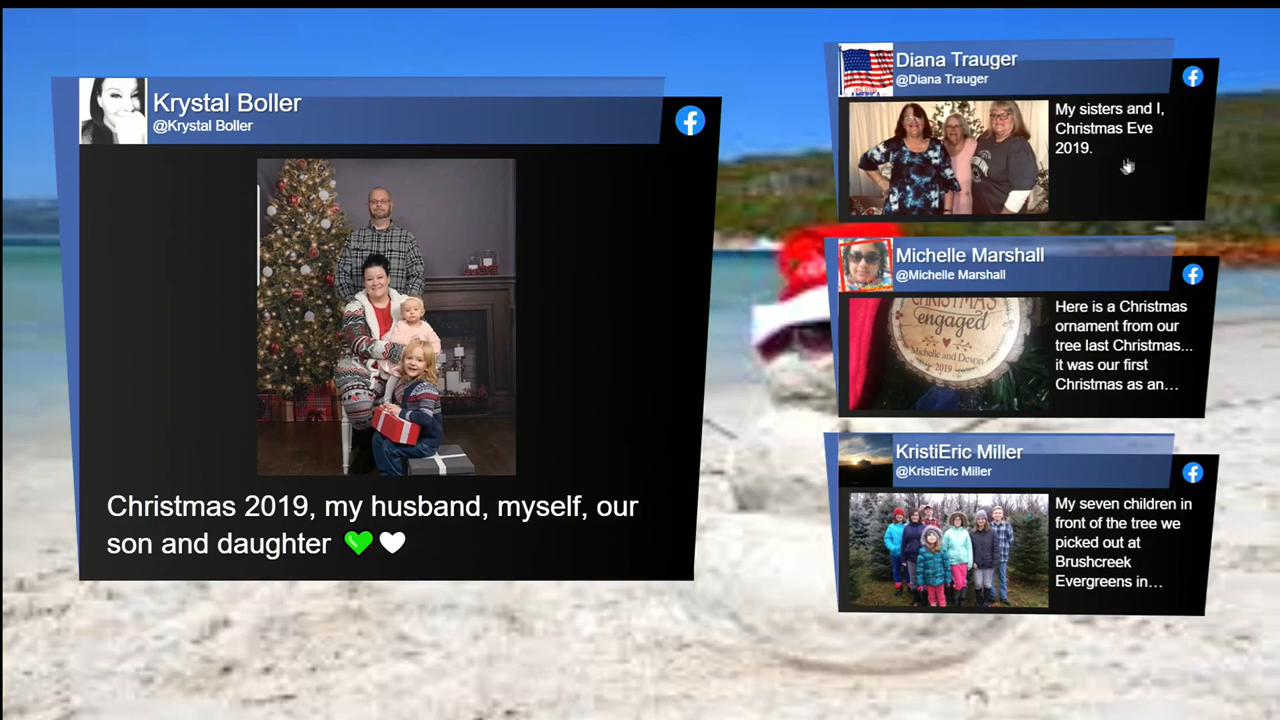 Krystal Boller
@Krystal Boller
Christmas 2019, my husband, myself, our
son and daughter 💚🤍
Diana Trauger
@Diana Trauger
My sisters and I,
Christmas Eve
2019.
Michelle Marshall
@Michelle Marshall
CHRISTMAS
engaged
Michelle and Devon
2019
Here is a Christmas
ornament from our
tree last Christmas...
it was our first
Christmas as an…
KristiEric Miller
@KristiEric Miller
My seven children in
front of the tree we
picked out at
Brushcreek
Evergreens in…